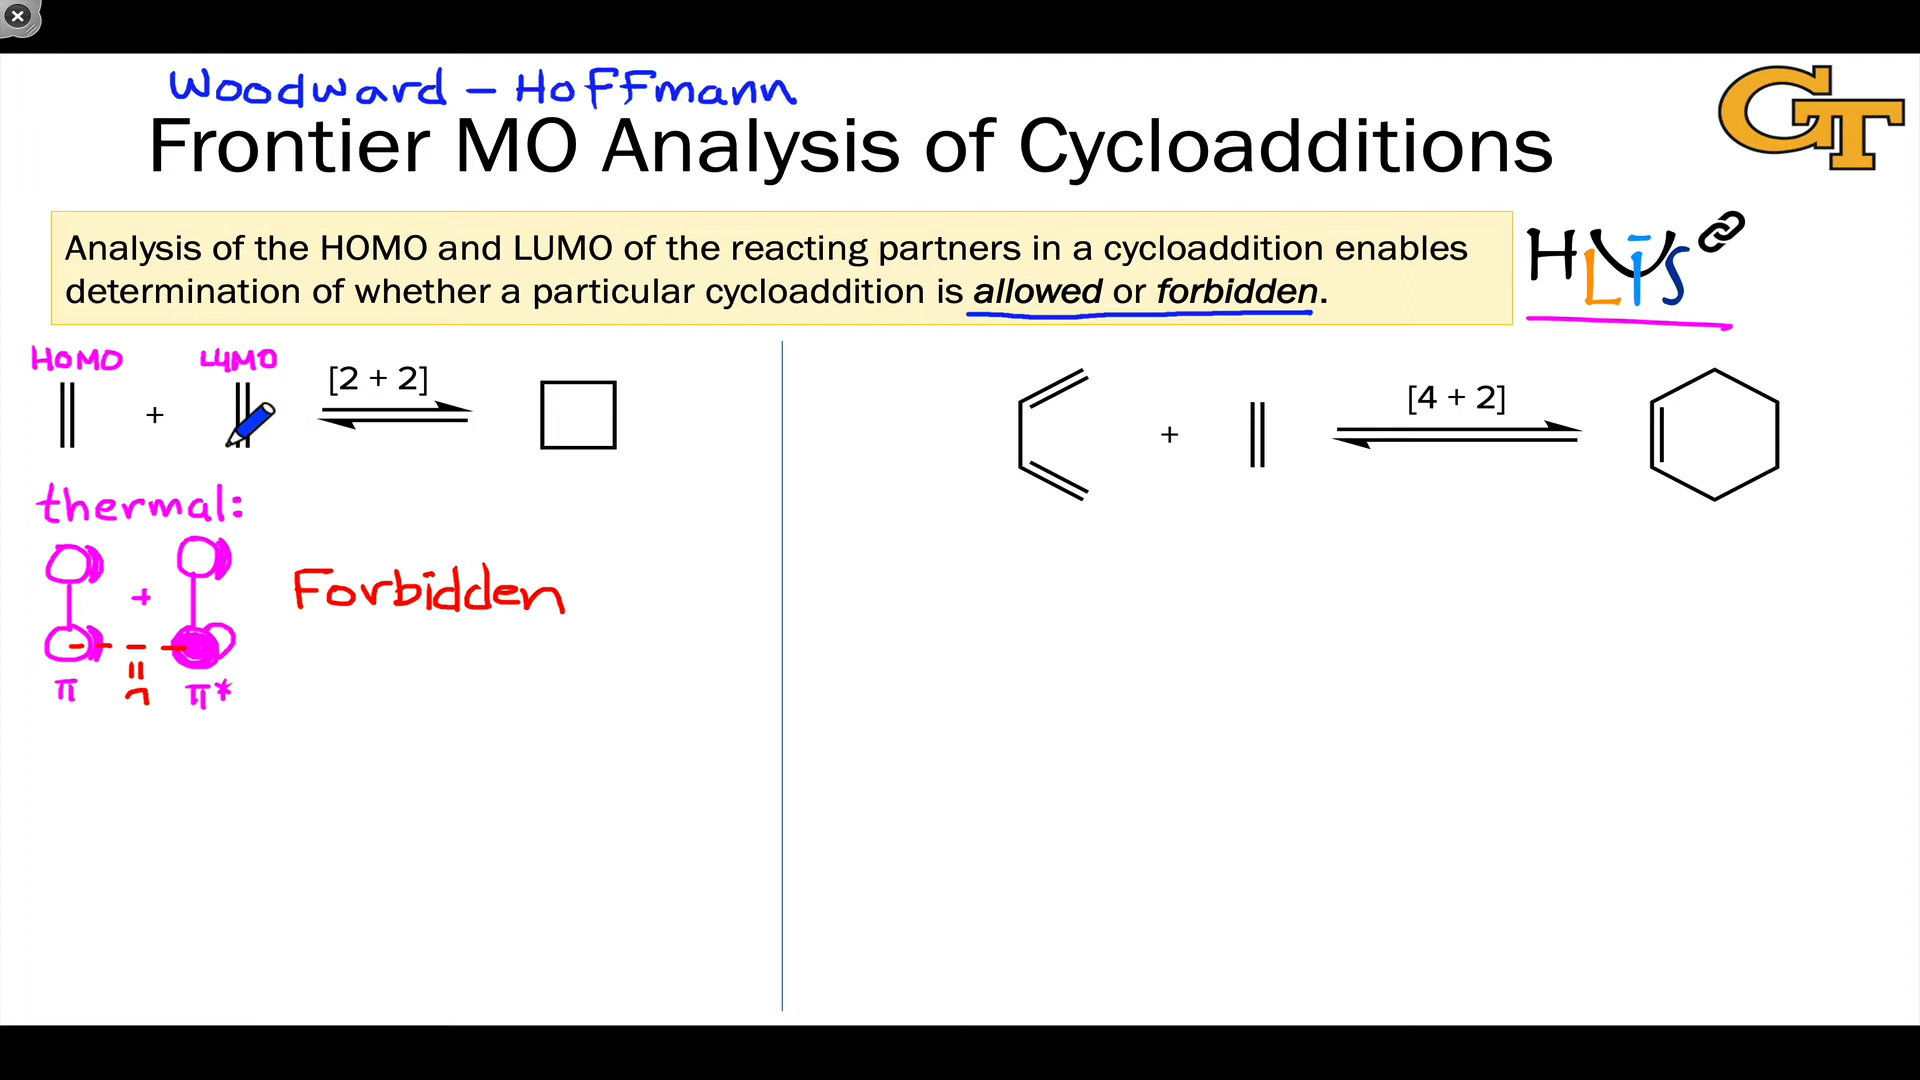 Woodward – Hoffmann
Frontier MO Analysis of Cycloadditions
GT
Analysis of the HOMO and LUMO of the reacting partners in a cycloaddition enables
determination of whether a particular cycloaddition is allowed or forbidden.
HOMO LUMO
+ [2 + 2]
+ [4 + 2]
thermal:
+ Forbidden
π π*